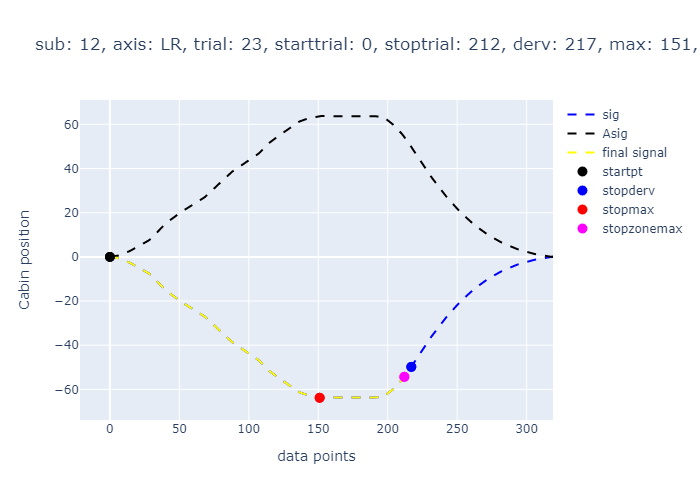 sub: 12, axis: LR, trial: 23, starttrial: 0, stoptrial: 212, derv: 217, max: 151,
sig
Asig
final signal
startpt
stopderv
stopmax
stopzonemax
60
40
20
0
−20
−40
−60
Cabin position
0 50 100 150 200 250 300
data points